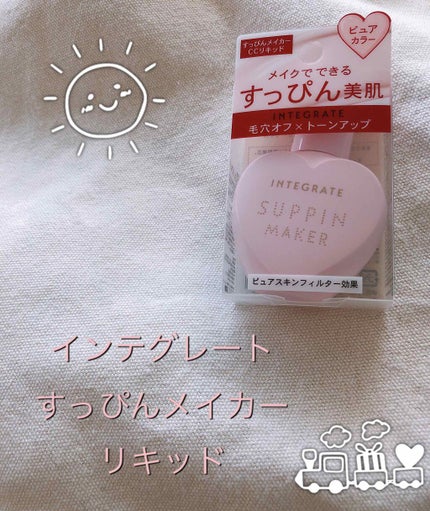 すっぴんメイカー
CCリキッド
ピュア
カラー
メイクでできる
すっぴん美肌
INTEGRATE
毛穴オフ×トーンアップ
INTEGRATE
SUPPIN
MAKER
ピュアスキンフィルター効果
インテグレート
すっぴんメイカー
リキッド